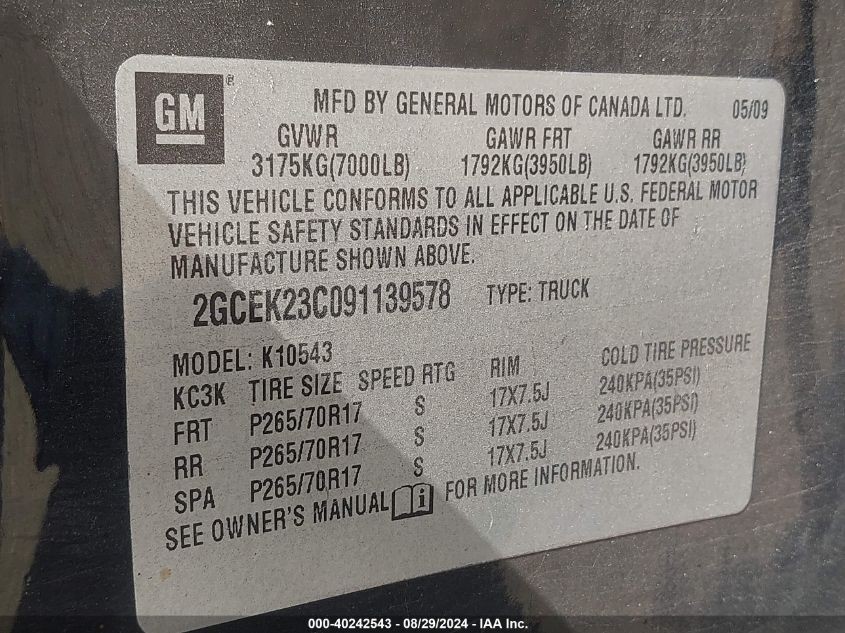 GM®
MFD BY GENERAL MOTORS OF CANADA LTD. 05/09
GVWR GAWR FRT GAWR RR
3175KG(7000LB) 1792KG(3950LB) 1792KG(3950LB)
THIS VEHICLE CONFORMS TO ALL APPLICABLE U.S. FEDERAL MOTOR
VEHICLE SAFETY STANDARDS IN EFFECT ON THE DATE OF
MANUFACTURE SHOWN ABOVE.
2GCEK23C091139578 TYPE: TRUCK
MODEL: K10543
KC3K TIRE SIZE SPEED RTG RIM COLD TIRE PRESSURE
FRT P265/70R17 S 17X7.5J 240KPA(35PSI)
RR P265/70R17 S 17X7.5J 240KPA(35PSI)
SPA P265/70R17 S 17X7.5J 240KPA(35PSI)
SEE OWNER'S MANUAL i FOR MORE INFORMATION.
000-40242543 - 08/29/2024 - IAA Inc.